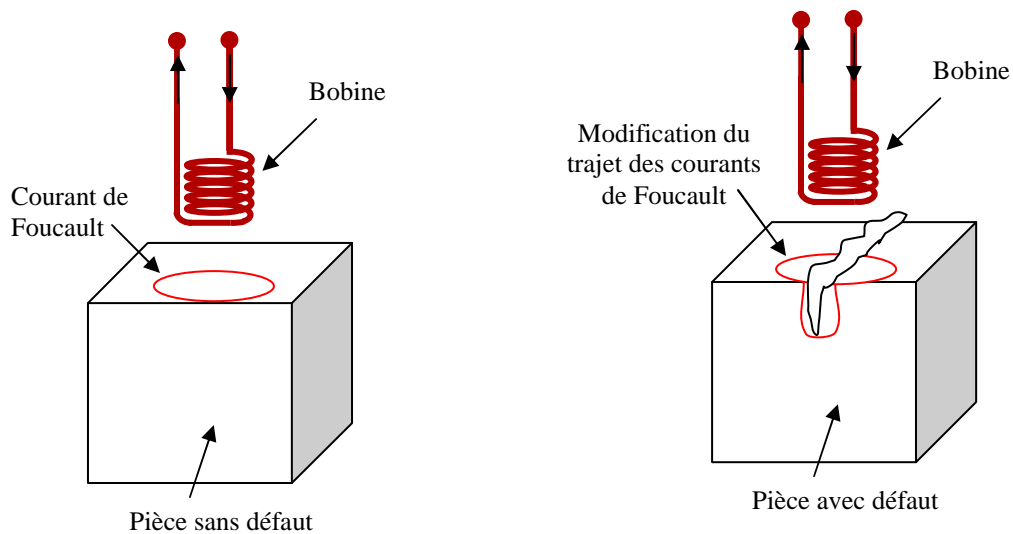 Bobine
Courant de
Foucault
Pièce sans défaut
Bobine
Modification du
trajet des courants
de Foucault
Pièce avec défaut